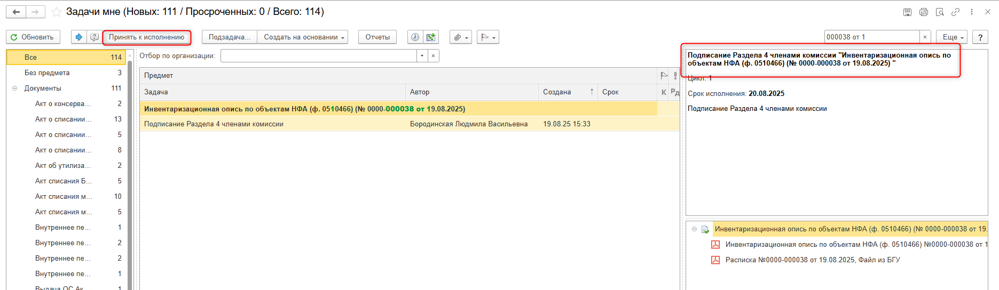 Задачи мне (Новых: 111 / Просроченных: 0 / Всего: 114)
Обновить
Принять к исполнению
Подзадача...
Создать на основании
Отчеты
000038 от 1
×
Еще
?
Все 114
Без предмета 3
Документы 111
Акт о консерва... 2
Акт о списании... 13
Акт о списании... 5
Акт о списании... 8
Акт об утилиза... 2
Акт списания Б... 5
Акт списания м... 10
Акт списания м... 5
Внутреннее пе... 1
Внутреннее пе... 2
Внутреннее пе... 2
Внутреннее пе... 1
Выдача ОС Ак... 1
Отбор по организации:
Предмет
Задача Автор Создана ↑ Срок К Рд
Инвентаризационная опись по объектам НФА (ф. 0510466) (№ 0000-000038 от 19.08.2025)
Подписание Раздела 4 членами комиссии Бородинская Людмила Васильевна 19.08.25 15:33
Подписание Раздела 4 членами комиссии "Инвентаризационная опись по
объектам НФА (ф. 0510466) (№ 0000-000038 от 19.08.2025) "
Цикл: 1
Срок исполнения: 20.08.2025
Подписание Раздела 4 членами комиссии
Инвентаризационная опись по объектам НФА (ф. 0510466) (№ 0000-000038 от 19.
Инвентаризационная опись по объектам НФА (ф. 0510466) №0000-000038 от 1
Расписка №0000-000038 от 19.08.2025, Файл из БГУ